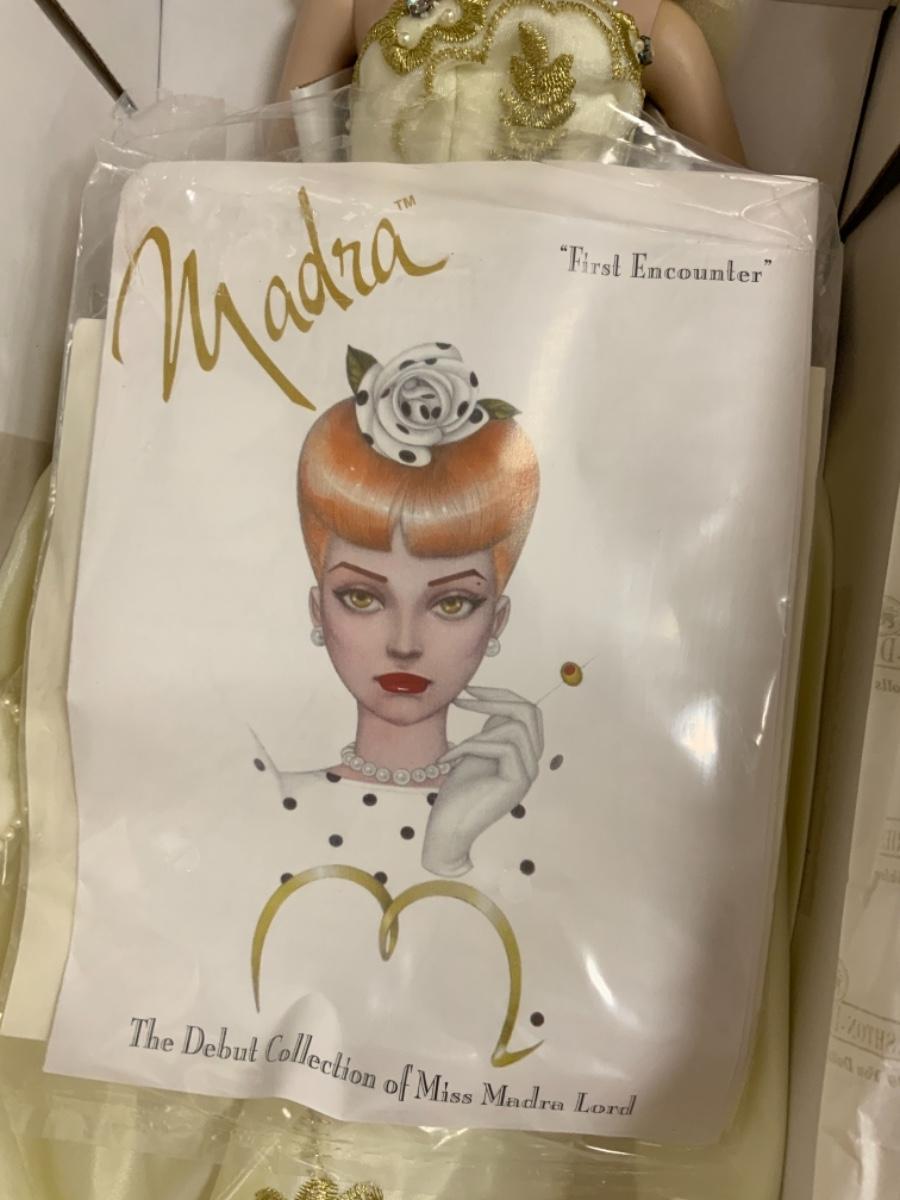 Madra™
"First Encounter"
The Debut Collection of Miss Madra Lord